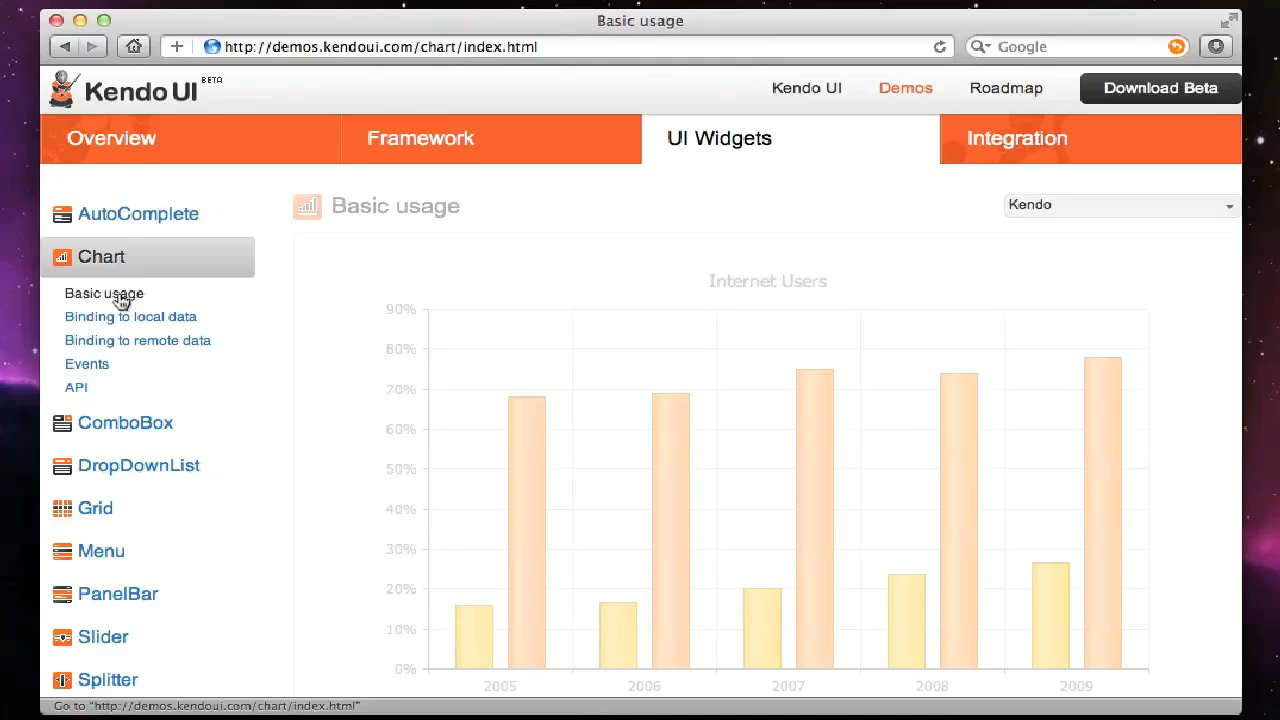 Basic usage
http://demos.kendoui.com/chart/index.html
Google
Kendo UI BETA
Kendo UI
Demos
Roadmap
Download Beta
Overview
Framework
UI Widgets
Integration
AutoComplete
Chart
Basic usage
Binding to local data
Binding to remote data
Events
API
ComboBox
DropDownList
Grid
Menu
PanelBar
Slider
Splitter
Basic usage
Kendo
Internet Users
90%
80%
70%
60%
50%
40%
30%
20%
10%
0%
2005
2006
2007
2008
2009
Go to "http://demos.kendoui.com/chart/index.html"